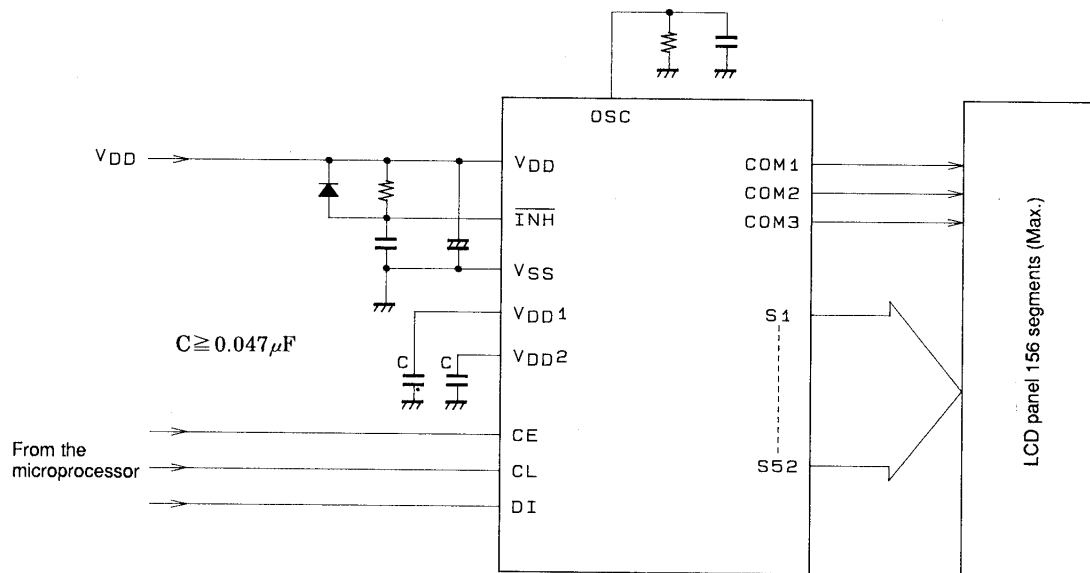 OSC
VDD
VDD
INH
VSS
VDD1
VDD2
C≧0.047μF
C
C
From the
microprocessor
CE
CL
DI
COM1
COM2
COM3
S1
S52
LCD panel 156 segments (Max.)